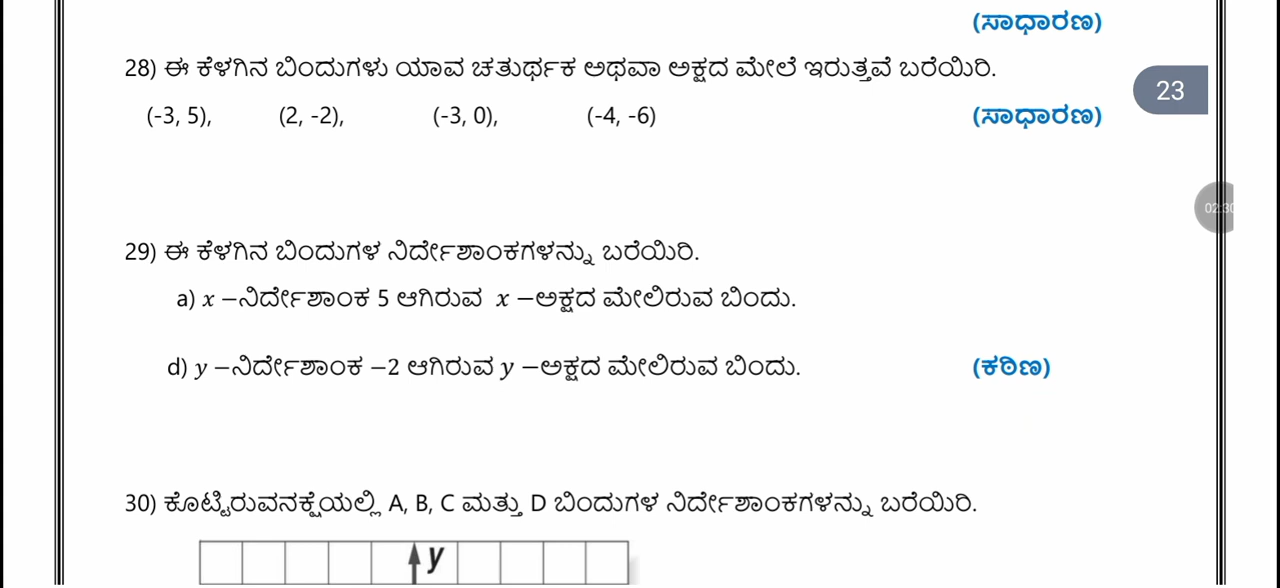 (ಸಾಧಾರಣ)
28) ಈ ಕೆಳಗಿನ ಬಿಂದುಗಳು ಯಾವ ಚತುರ್ಥಕ ಅಥವಾ ಅಕ್ಷದ ಮೇಲೆ ಇರುತ್ತವೆ ಬರೆಯಿರಿ.
23
(-3, 5), (2, -2), (-3, 0), (-4, -6) (ಸಾಧಾರಣ)
02:30
29) ಈ ಕೆಳಗಿನ ಬಿಂದುಗಳ ನಿರ್ದೇಶಾಂಕಗಳನ್ನು ಬರೆಯಿರಿ.
a) x –ನಿರ್ದೇಶಾಂಕ 5 ಆಗಿರುವ x –ಅಕ್ಷದ ಮೇಲಿರುವ ಬಿಂದು.
d) y –ನಿರ್ದೇಶಾಂಕ –2 ಆಗಿರುವ y –ಅಕ್ಷದ ಮೇಲಿರುವ ಬಿಂದು. (ಕಠಿಣ)
30) ಕೊಟ್ಟಿರುವನಕ್ಷೆಯಲ್ಲಿ A, B, C ಮತ್ತು D ಬಿಂದುಗಳ ನಿರ್ದೇಶಾಂಕಗಳನ್ನು ಬರೆಯಿರಿ.
y